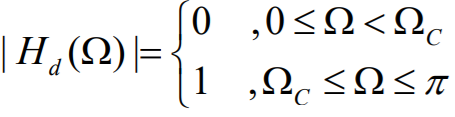 |H_d(Ω)|= { 0 , 0 ≤ Ω < Ω_C
1 , Ω_C ≤ Ω ≤ π